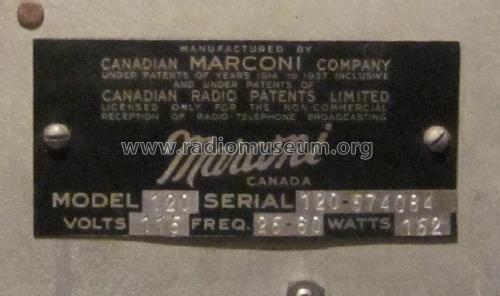 MANUFACTURED BY
CANADIAN MARCONI COMPANY
UNDER PATENTS OF YEARS 1914 TO 1937 INCLUSIVE
AND UNDER PATENTS OF
CANADIAN RADIO PATENTS LIMITED
LICENSED ONLY FOR THE NON-COMMERCIAL
RECEPTION OF RADIO-TELEPHONE BROADCASTING
Marconi
www.radiomuseum.org
CANADA
MODEL 120 SERIAL 120-574084
VOLTS 115 FREQ. 25-60 WATTS 152